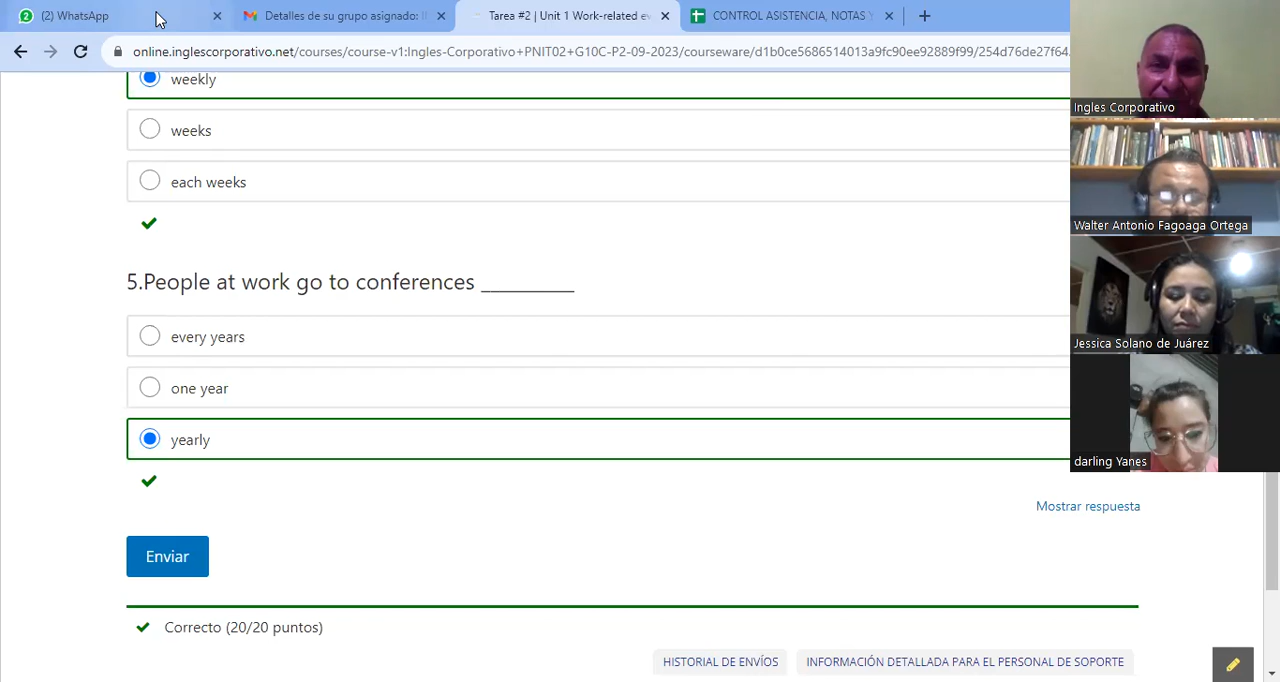 (2) WhatsApp
Detalles de su grupo asignado: I
Tarea #2 | Unit 1 Work-related ev
CONTROL ASISTENCIA, NOTAS Y
online.inglescorporativo.net/courses/course-v1:Ingles-Corporativo+PNIT02+G10C-P2-09-2023/courseware/d1b0ce5686514013a9fc90ee92889f99/254d76de27f64
weekly
weeks
each weeks
5.People at work go to conferences __________
every years
one year
yearly
Mostrar respuesta
Enviar
Correcto (20/20 puntos)
HISTORIAL DE ENVÍOS
INFORMACIÓN DETALLADA PARA EL PERSONAL DE SOPORTE
Ingles Corporativo
Walter Antonio Fagoaga Ortega
Jessica Solano de Juárez
darling Yanes